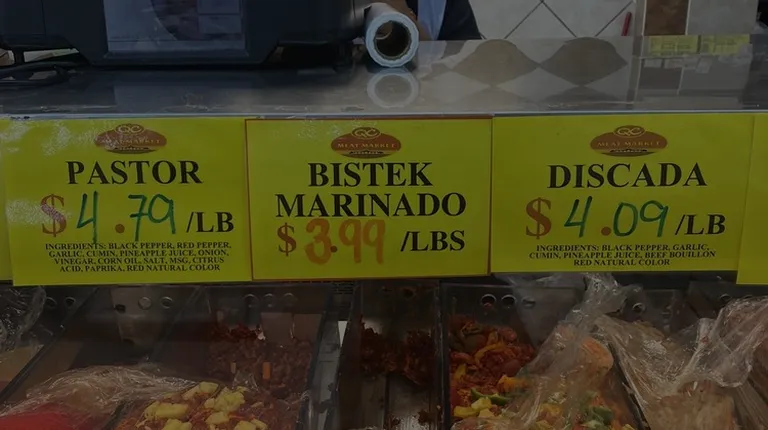 MEAT MARKET
PASTOR
$4.79/LB
INGREDIENTS: BLACK PEPPER, RED PEPPER,
GARLIC, CUMIN, PINEAPPLE JUICE, ONION,
VINEGAR, CORN OIL, SALT, MSG, CITRUS
ACID, PAPRIKA, RED NATURAL COLOR
MEAT MARKET
BISTEK
MARINADO
$3.99/LBS
MEAT MARKET
DISCADA
$4.09/LB
INGREDIENTS: BLACK PEPPER, GARLIC,
CUMIN, PINEAPPLE JUICE, BEEF BOUILLON
RED NATURAL COLOR